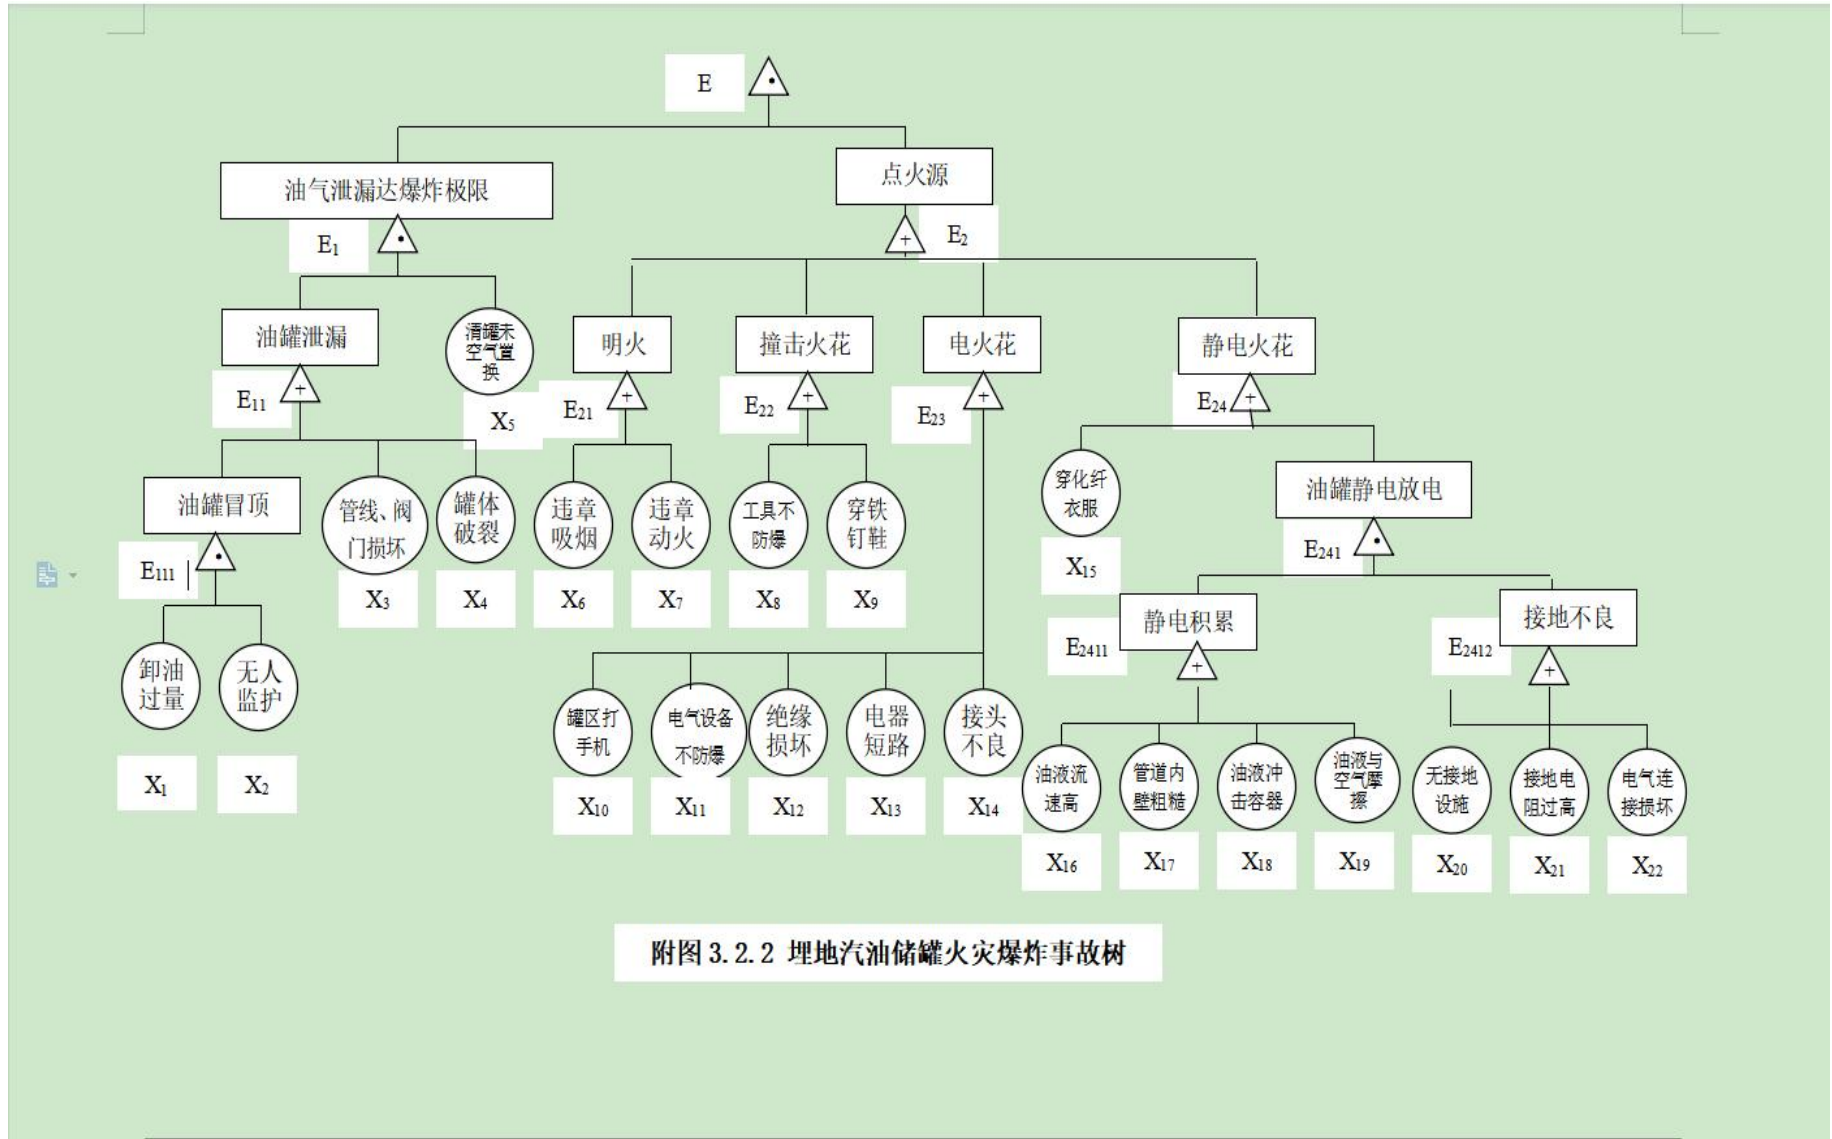 E
油气泄漏达爆炸极限
点火源
E1
E2
油罐泄漏
清罐未
空气置
换
明火
撞击火花
电火花
静电火花
E11
X5
E21
E22
E23
E24
油罐冒顶
管线、阀
门损坏
罐体
破裂
违章
吸烟
违章
动火
工具不
防爆
穿铁
钉鞋
穿化纤
衣服
油罐静电放电
E111
X3
X4
X6
X7
X8
X9
X15
E241
静电积累
接地不良
E2411
E2412
卸油
过量
无人
监护
罐区打
手机
电气设备
不防爆
绝缘
损坏
电器
短路
接头
不良
油液流
速高
管道内
壁粗糙
油液冲
击容器
油液与
空气摩
擦
无接地
设施
接地电
阻过高
电气连
接损坏
X1
X2
X10
X11
X12
X13
X14
X16
X17
X18
X19
X20
X21
X22
附图 3.2.2 埋地汽油储罐火灾爆炸事故树